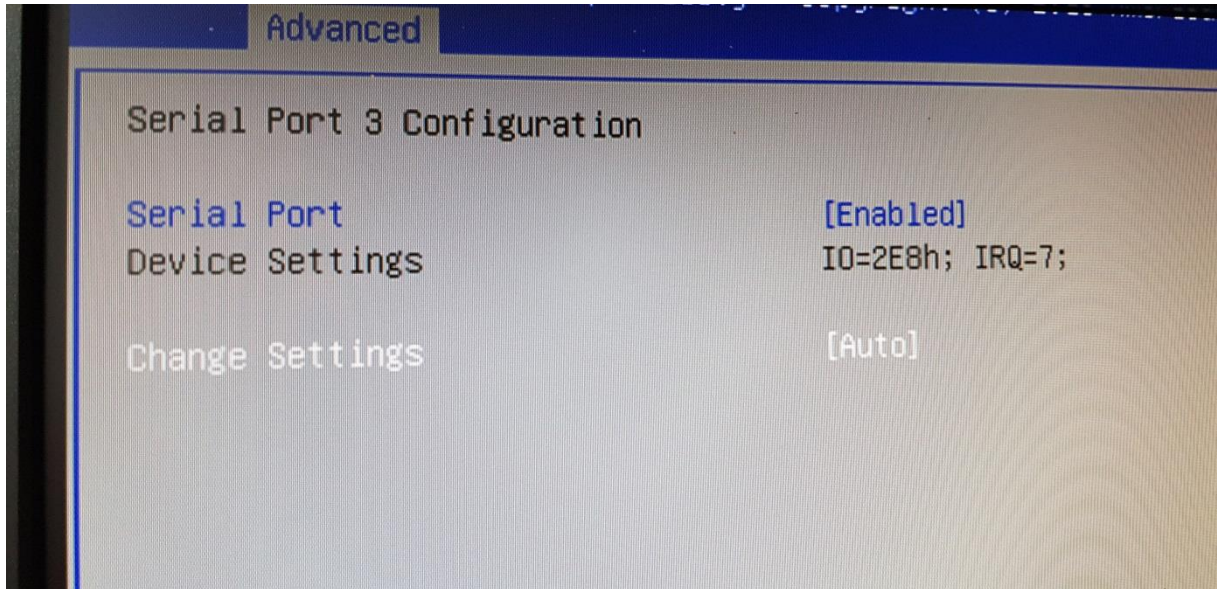 Advanced
Serial Port 3 Configuration
Serial Port [Enabled]
Device Settings IO=2E8h; IRQ=7;
Change Settings [Auto]